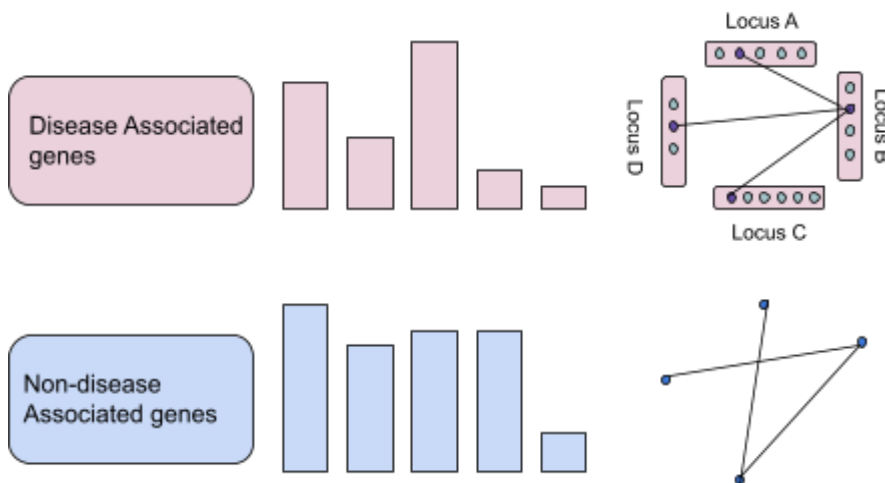 Locus A
Disease Associated
genes
Locus D
Locus B
Locus C
Non-disease
Associated genes